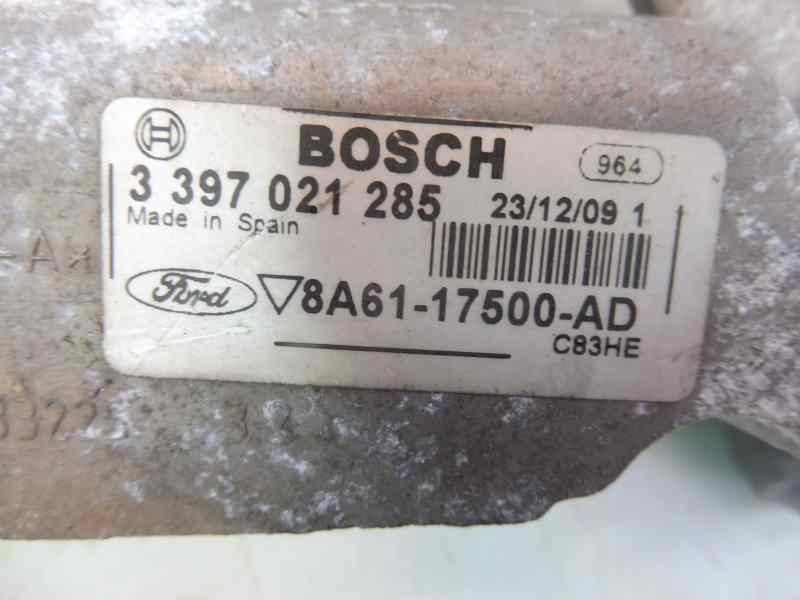 BOSCH
964
3 397 021 285 23/12/09 1
Made in Spain
-A*
Ford 8A61-17500-AD
C83HE